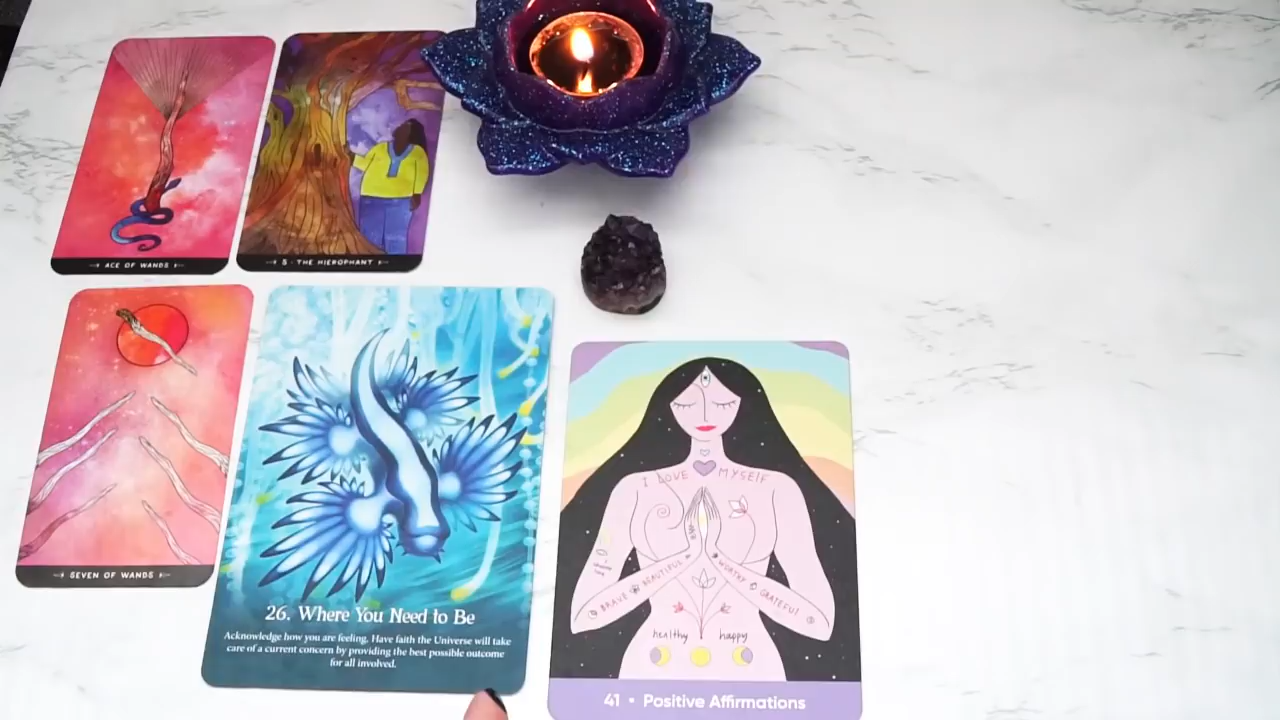 ACE OF WANDS
5 · THE HIEROPHANT
SEVEN OF WANDS
26. Where You Need to Be
Acknowledge how you are feeling. Have faith the Universe will take
care of a current concern by providing the best possible outcome
for all involved.
I LOVE MYSELF
BRAVE BEAUTIFUL
WORTHY GRATEFUL
healthy happy
41 • Positive Affirmations